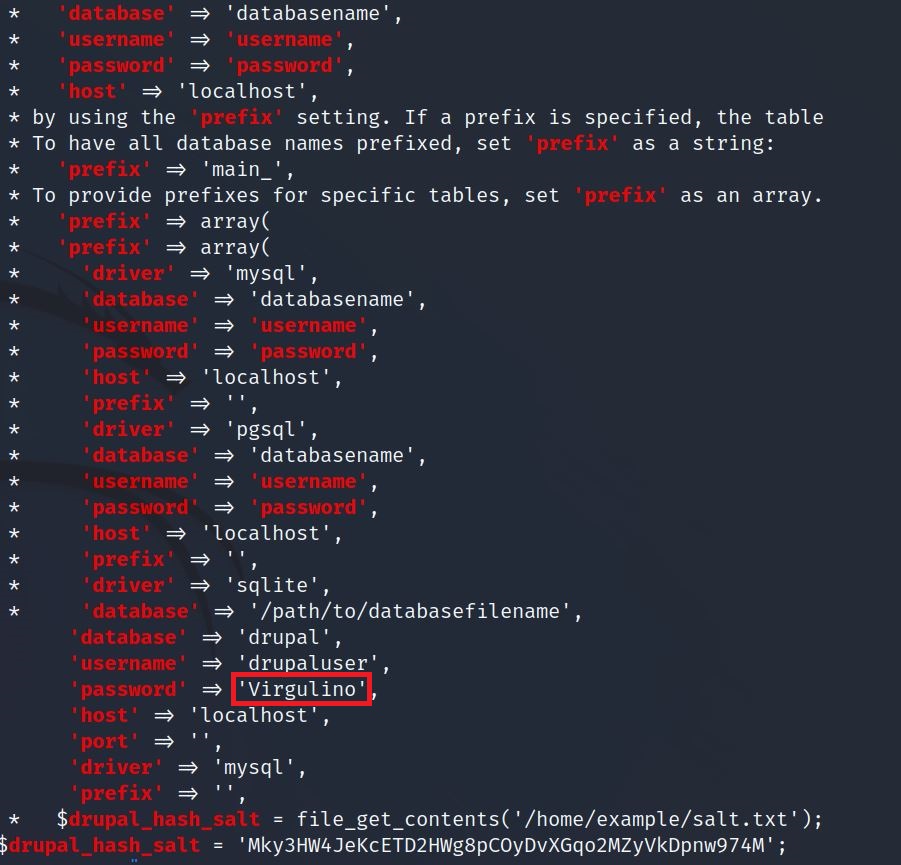 *   'database' => 'databasename',
*   'username' => 'username',
*   'password' => 'password',
*   'host' => 'localhost',
* by using the 'prefix' setting. If a prefix is specified, the table
* To have all database names prefixed, set 'prefix' as a string:
*   'prefix' => 'main_',
* To provide prefixes for specific tables, set 'prefix' as an array.
*   'prefix' => array(
*   'prefix' => array(
*     'driver' => 'mysql',
*     'database' => 'databasename',
*     'username' => 'username',
*     'password' => 'password',
*     'host' => 'localhost',
*     'prefix' => '',
*     'driver' => 'pgsql',
*     'database' => 'databasename',
*     'username' => 'username',
*     'password' => 'password',
*     'host' => 'localhost',
*     'prefix' => '',
*     'driver' => 'sqlite',
*     'database' => '/path/to/databasefilename',
      'database' => 'drupal',
      'username' => 'drupaluser',
      'password' => 'Virgulino',
      'host' => 'localhost',
      'port' => '',
      'driver' => 'mysql',
      'prefix' => '',
*   $drupal_hash_salt = file_get_contents('/home/example/salt.txt');
$drupal_hash_salt = 'Mky3HW4JeKcETD2HWg8pCOyDvXGqo2MZyVkDpnw974M';